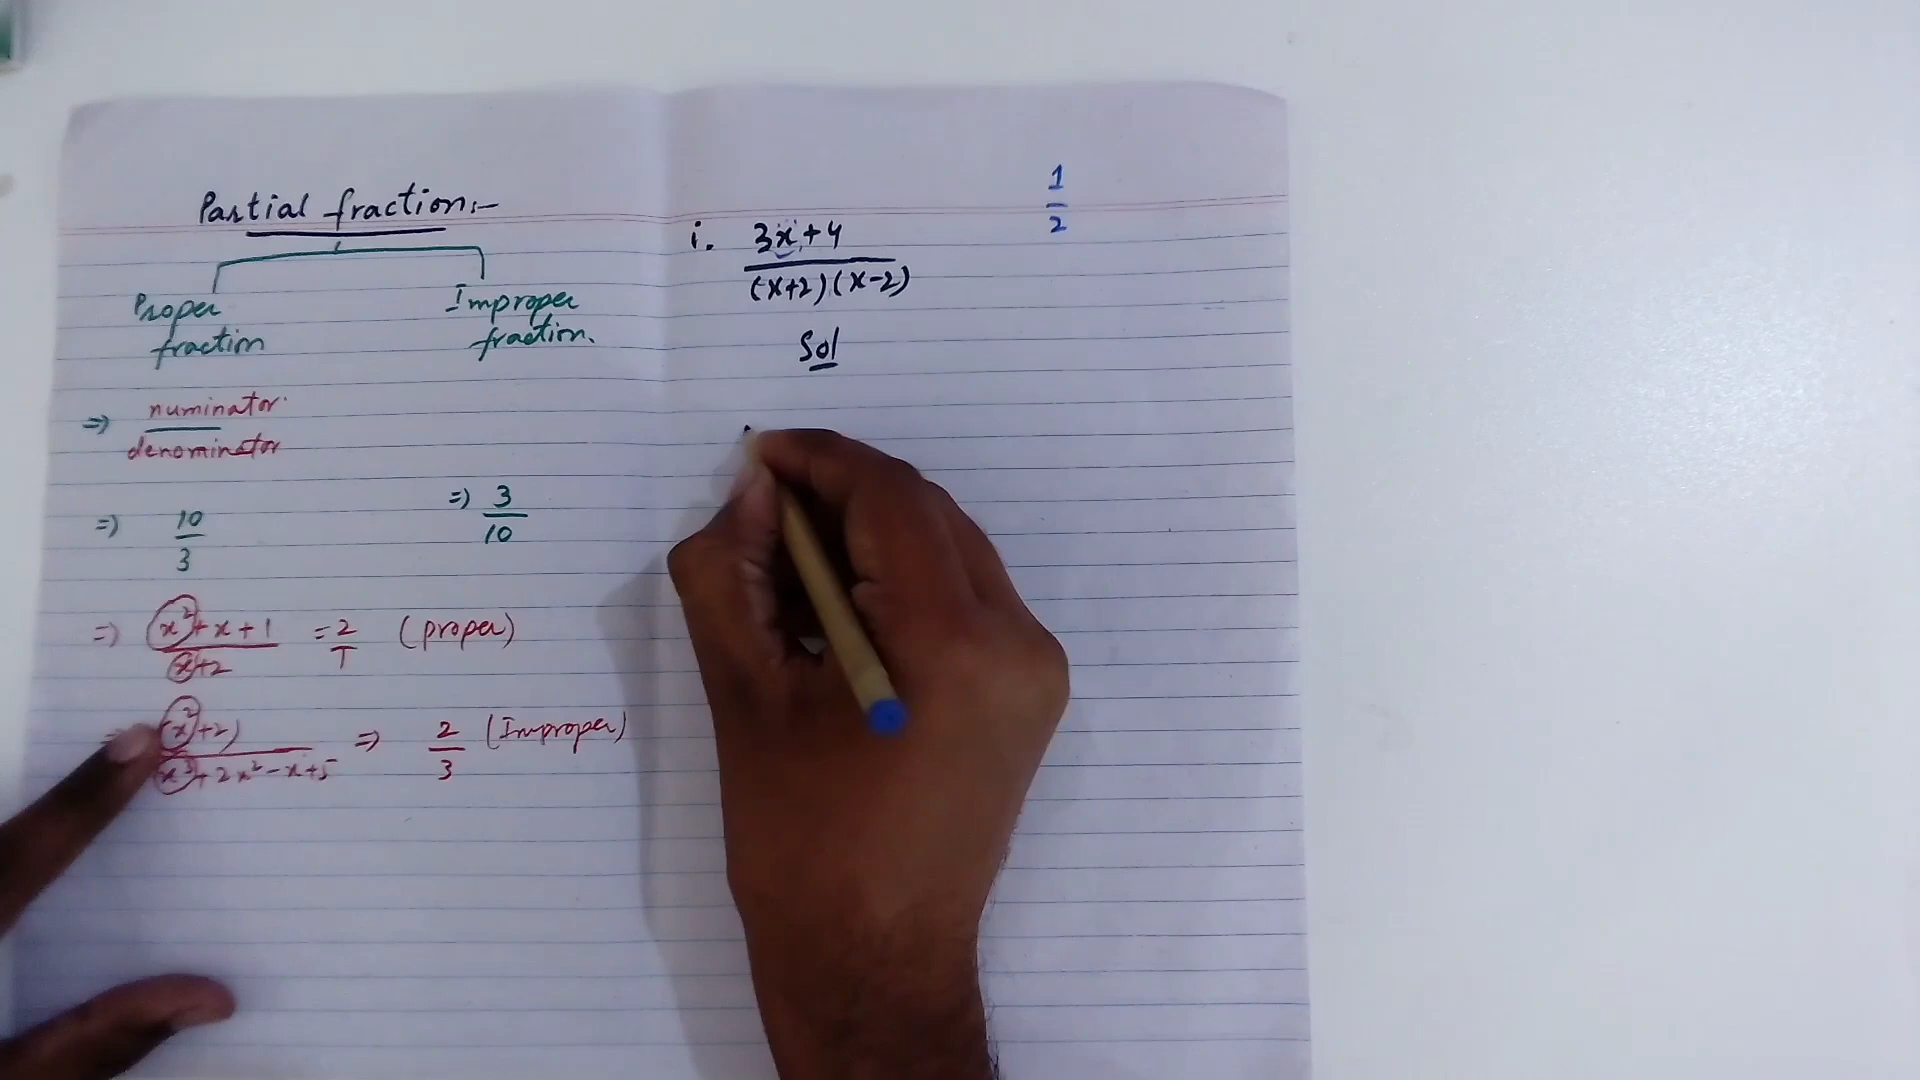 Partial fraction:-
Proper fraction
Improper fraction.
=) numinator
denominator
=) 10
3
=) 3
10
=) x²+x+1 = 2 (proper)
x+2 1
(x²+2) =) 2 (Improper)
x³+2x²-x+5 3
i. 3x+4
(x+2)(x-2)
Sol
1
2